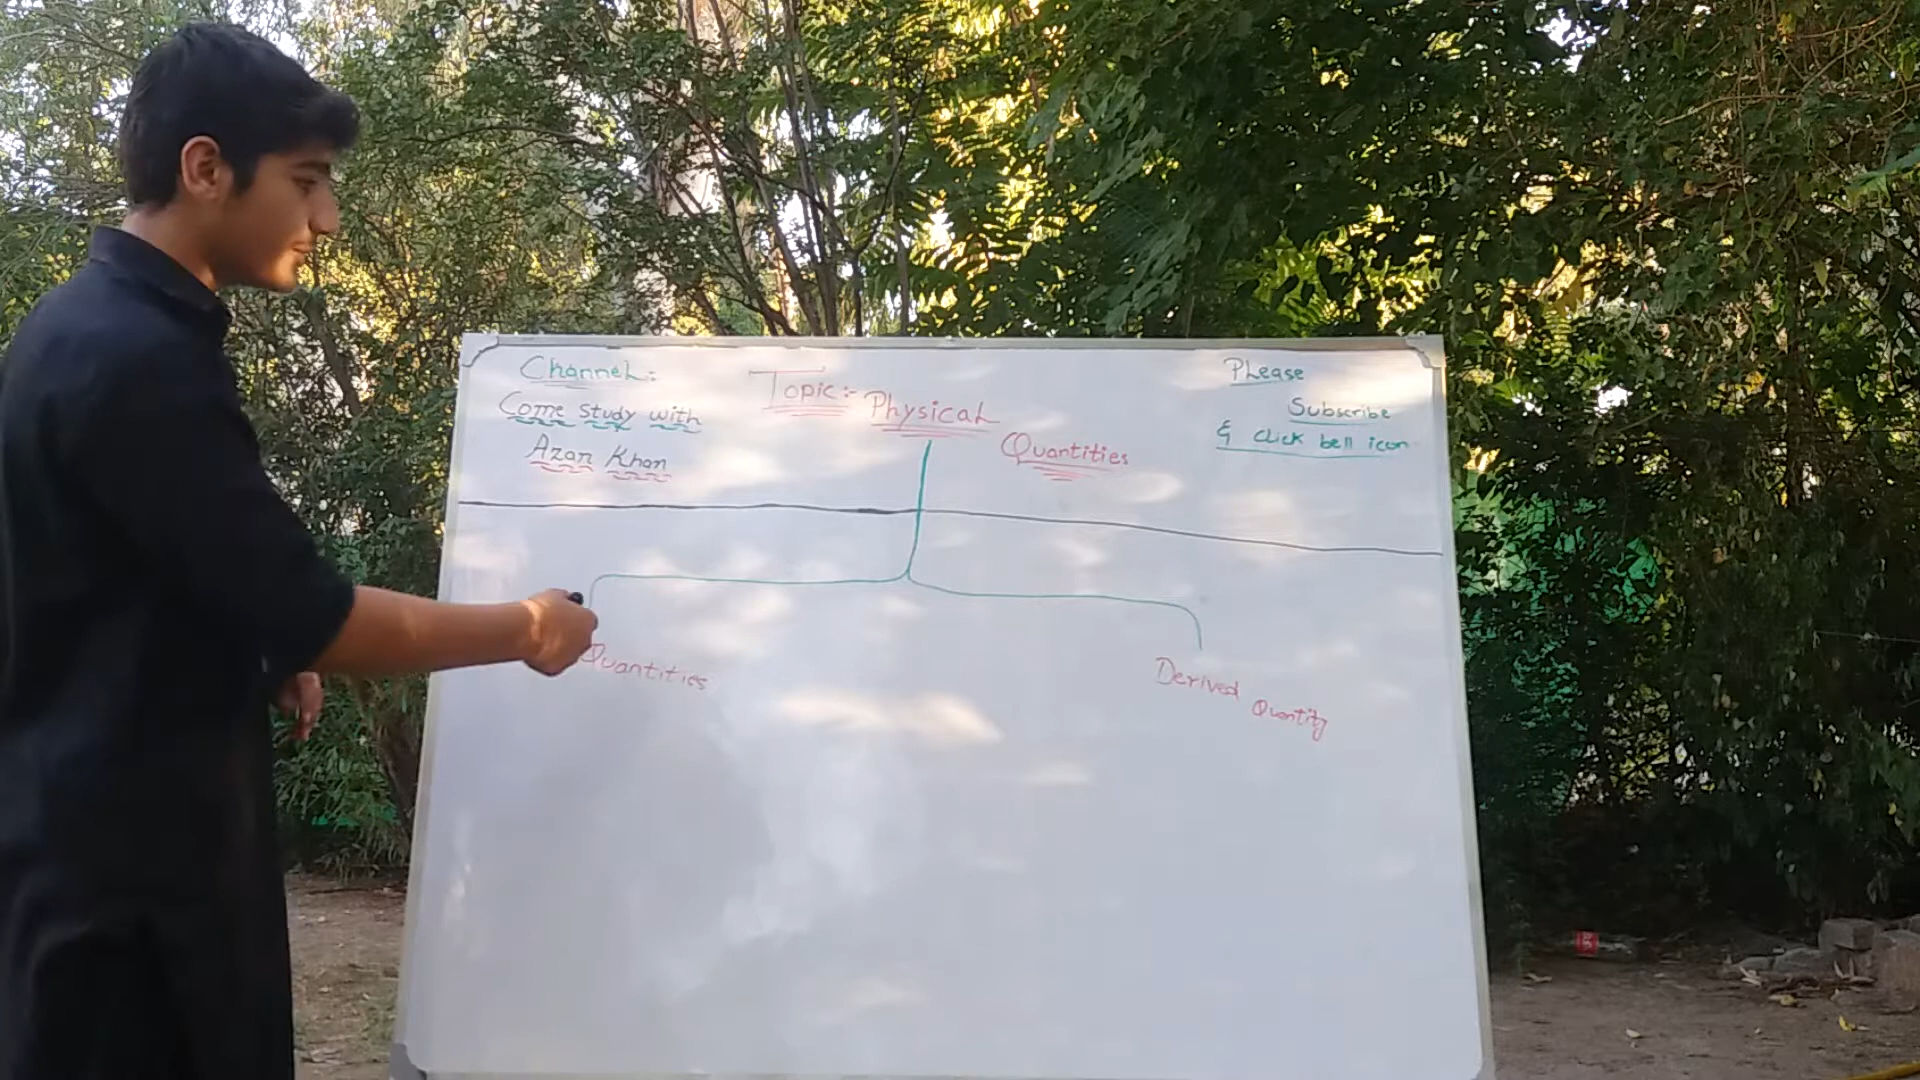 Channel:
Come study with
Azan Khan
Topic:- Physical
Quantities
Please
Subscribe
& click bell icon
Quantities
Derived
Quantity